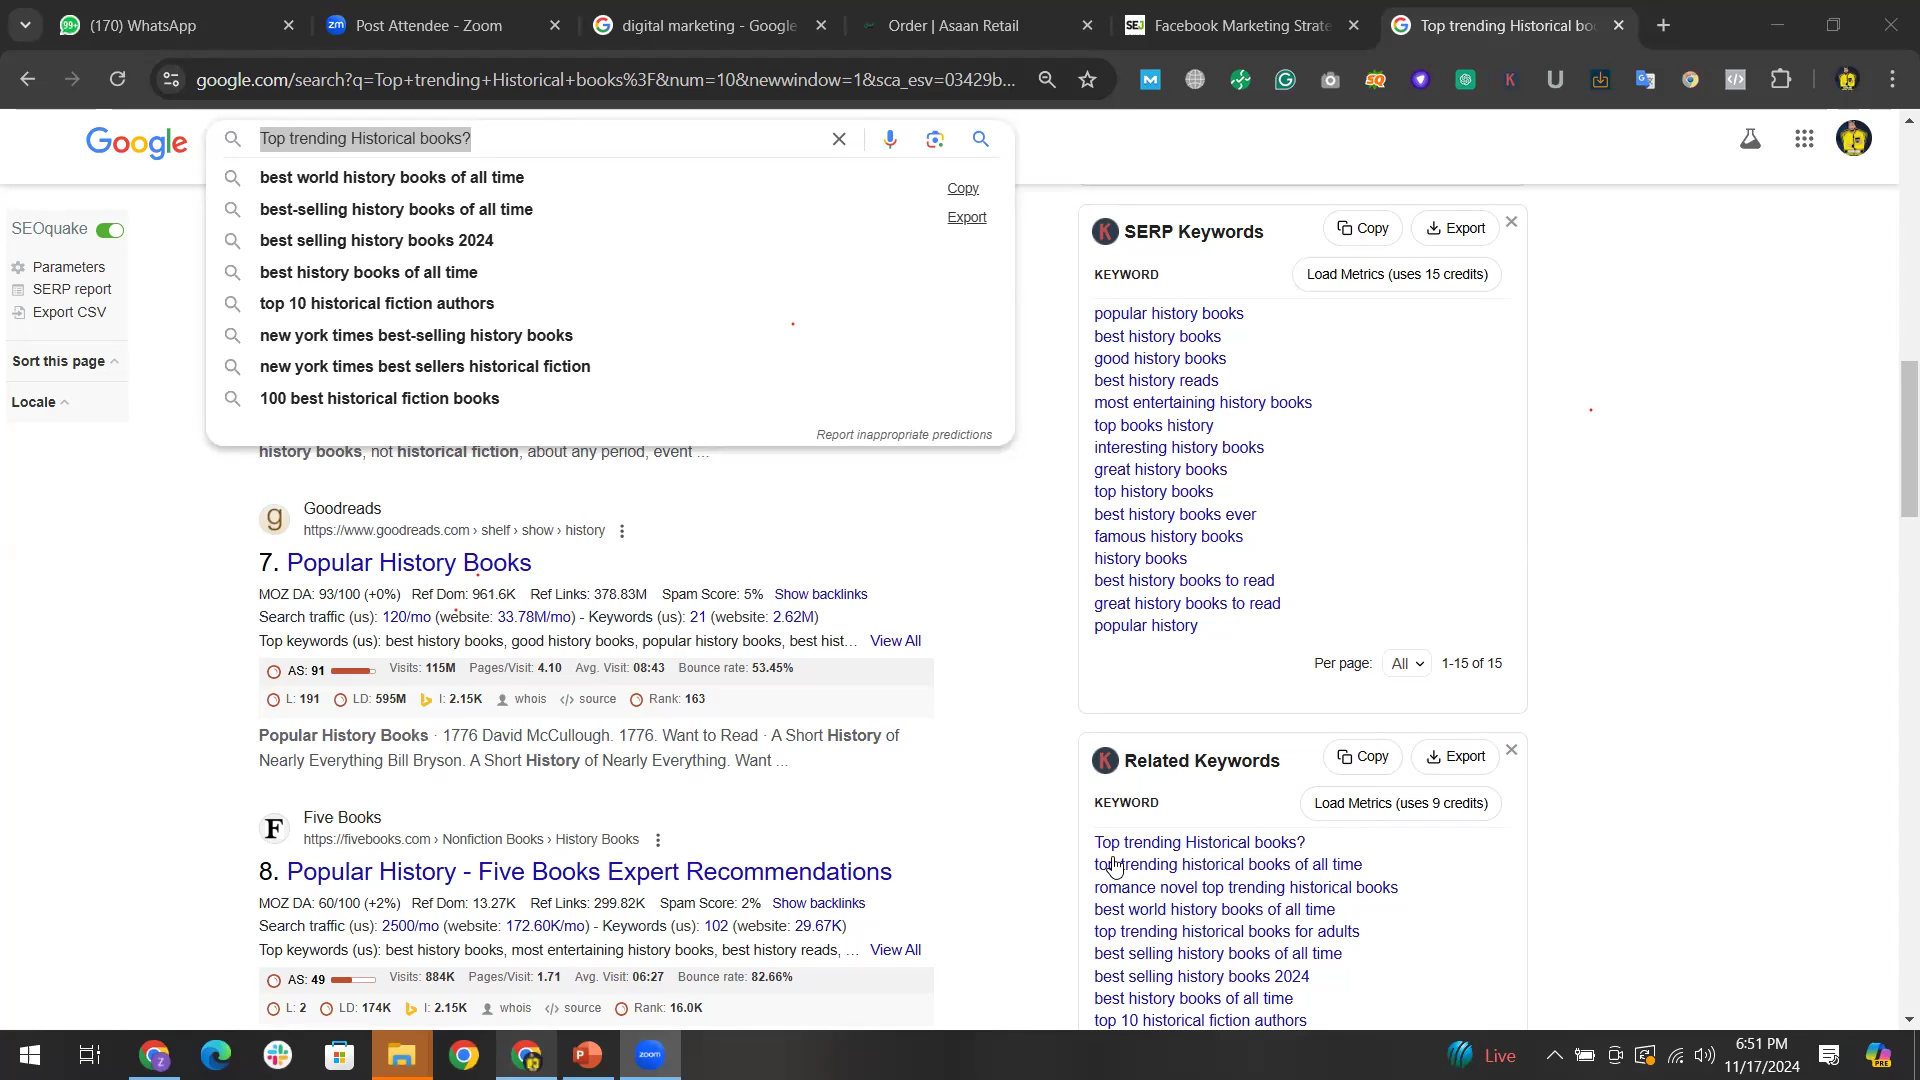 99+
(170) WhatsApp
zm
Post Attendee - Zoom
digital marketing - Google
Order | Asaan Retail
SEJ
Facebook Marketing Strate
Top trending Historical bo
google.com/search?q=Top+trending+Historical+books%3F&num=10&newwindow=1&sca_esv=03429b...
Google
Top trending Historical books?
best world history books of all time
best-selling history books of all time
best selling history books 2024
best history books of all time
top 10 historical fiction authors
new york times best-selling history books
new york times best sellers historical fiction
100 best historical fiction books
Copy
Export
Report inappropriate predictions
SEOquake
Parameters
SERP report
Export CSV
Sort this page
Locale
history books, not historical fiction, about any period, event ...
Goodreads
https://www.goodreads.com › shelf › show › history
7. Popular History Books
MOZ DA: 93/100 (+0%) Ref Dom: 961.6K Ref Links: 378.83M Spam Score: 5% Show backlinks
Search traffic (us): 120/mo (website: 33.78M/mo) - Keywords (us): 21 (website: 2.62M)
Top keywords (us): best history books, good history books, popular history books, best hist... View All
AS: 91 Visits: 115M Pages/Visit: 4.10 Avg. Visit: 08:43 Bounce rate: 53.45%
L: 191 LD: 595M I: 2.15K whois </> source Rank: 163
Popular History Books · 1776 David McCullough. 1776. Want to Read · A Short History of
Nearly Everything Bill Bryson. A Short History of Nearly Everything. Want ...
Five Books
https://fivebooks.com › Nonfiction Books › History Books
8. Popular History - Five Books Expert Recommendations
MOZ DA: 60/100 (+2%) Ref Dom: 13.27K Ref Links: 299.82K Spam Score: 2% Show backlinks
Search traffic (us): 2500/mo (website: 172.60K/mo) - Keywords (us): 102 (website: 29.67K)
Top keywords (us): best history books, most entertaining history books, best history reads, ... View All
AS: 49 Visits: 884K Pages/Visit: 1.71 Avg. Visit: 06:27 Bounce rate: 82.66%
L: 2 LD: 174K I: 2.15K whois </> source Rank: 16.0K
SERP Keywords
Copy
Export
KEYWORD
Load Metrics (uses 15 credits)
popular history books
best history books
good history books
best history reads
most entertaining history books
top books history
interesting history books
great history books
top history books
best history books ever
famous history books
history books
best history books to read
great history books to read
popular history
Per page: All 1-15 of 15
Related Keywords
Copy
Export
KEYWORD
Load Metrics (uses 9 credits)
Top trending Historical books?
top trending historical books of all time
romance novel top trending historical books
best world history books of all time
top trending historical books for adults
best selling history books of all time
best selling history books 2024
best history books of all time
top 10 historical fiction authors
zoom
Live
6:51 PM
11/17/2024
PRE